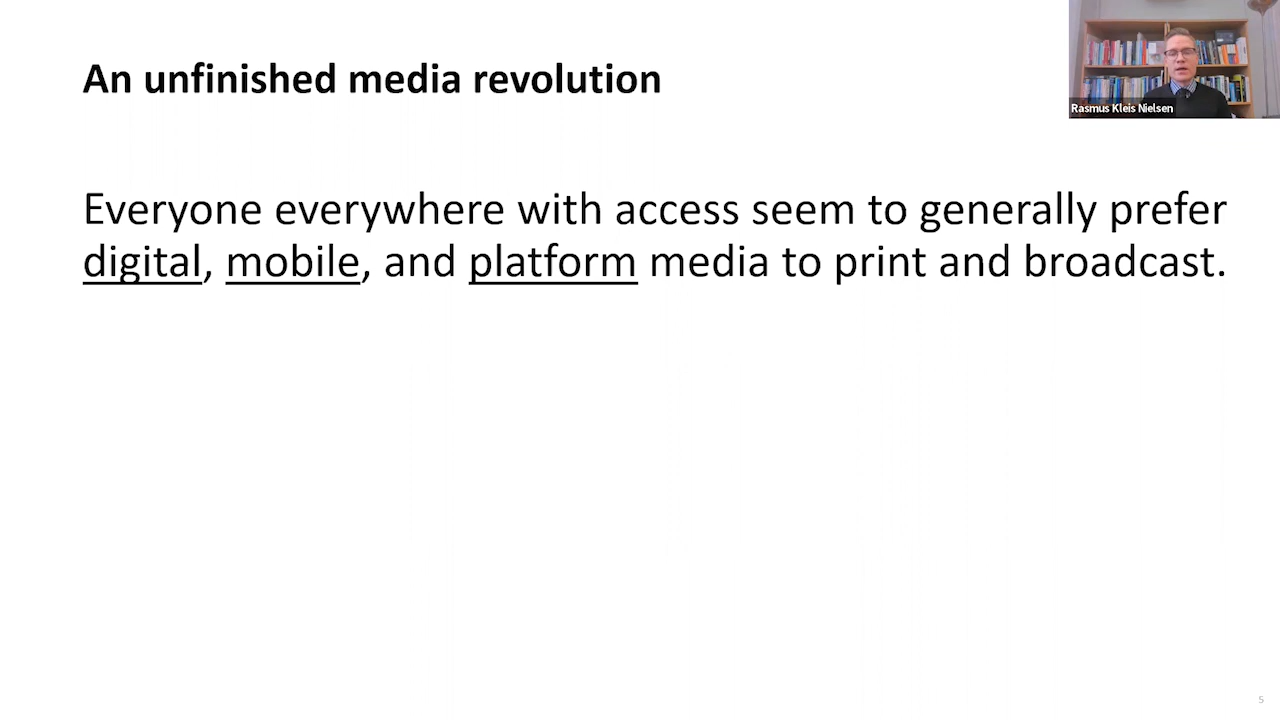 An unfinished media revolution
Rasmus Kleis Nielsen
Everyone everywhere with access seem to generally prefer
digital, mobile, and platform media to print and broadcast.
5